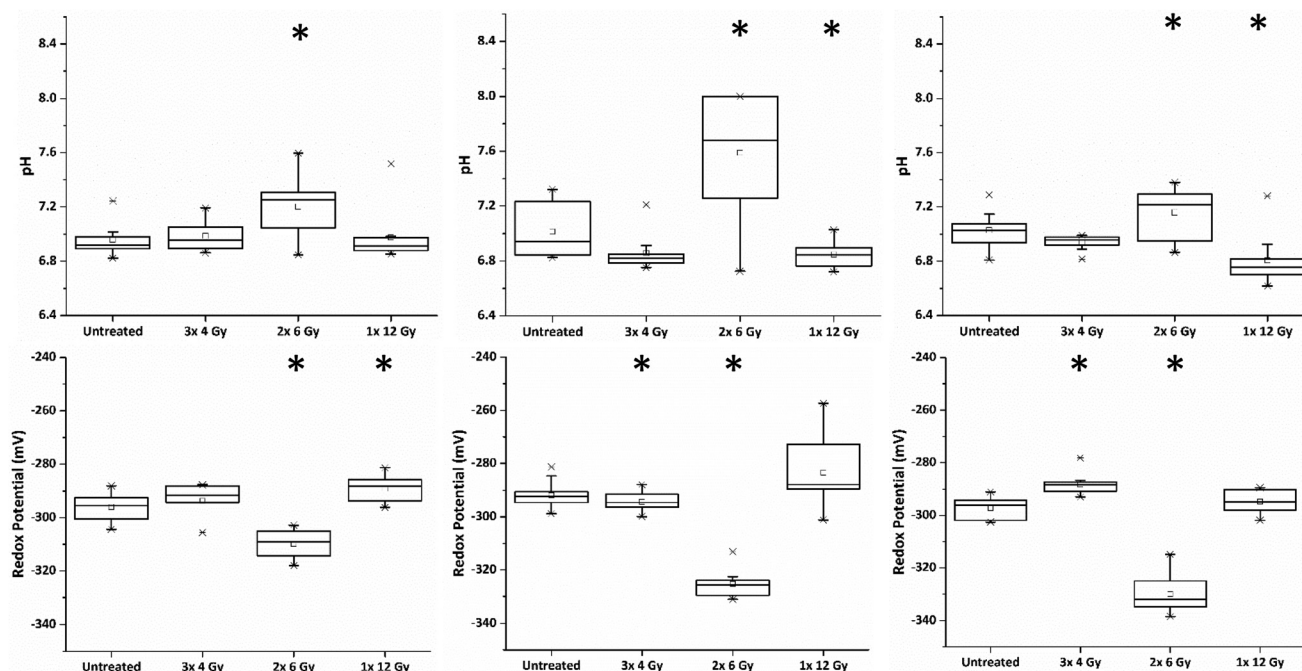 * * * * *
8.4 8.4 8.4
8.0 8.0 8.0
pH 7.6 pH 7.6 pH 7.6
7.2 7.2 7.2
6.8 6.8 6.8
6.4 6.4 6.4
Untreated 3x 4 Gy 2x 6 Gy 1x 12 Gy Untreated 3x 4 Gy 2x 6 Gy 1x 12 Gy Untreated 3x 4 Gy 2x 6 Gy 1x 12 Gy
-240 * * -240 * * -240 * *
-260 -260 -260
-280 -280 -280
Redox Potential (mV) -300 Redox Potential (mV) -300 Redox Potential (mV) -300
-320 -320 -320
-340 -340 -340
Untreated 3x 4 Gy 2x 6 Gy 1x 12 Gy Untreated 3x 4 Gy 2x 6 Gy 1x 12 Gy Untreated 3x 4 Gy 2x 6 Gy 1x 12 Gy